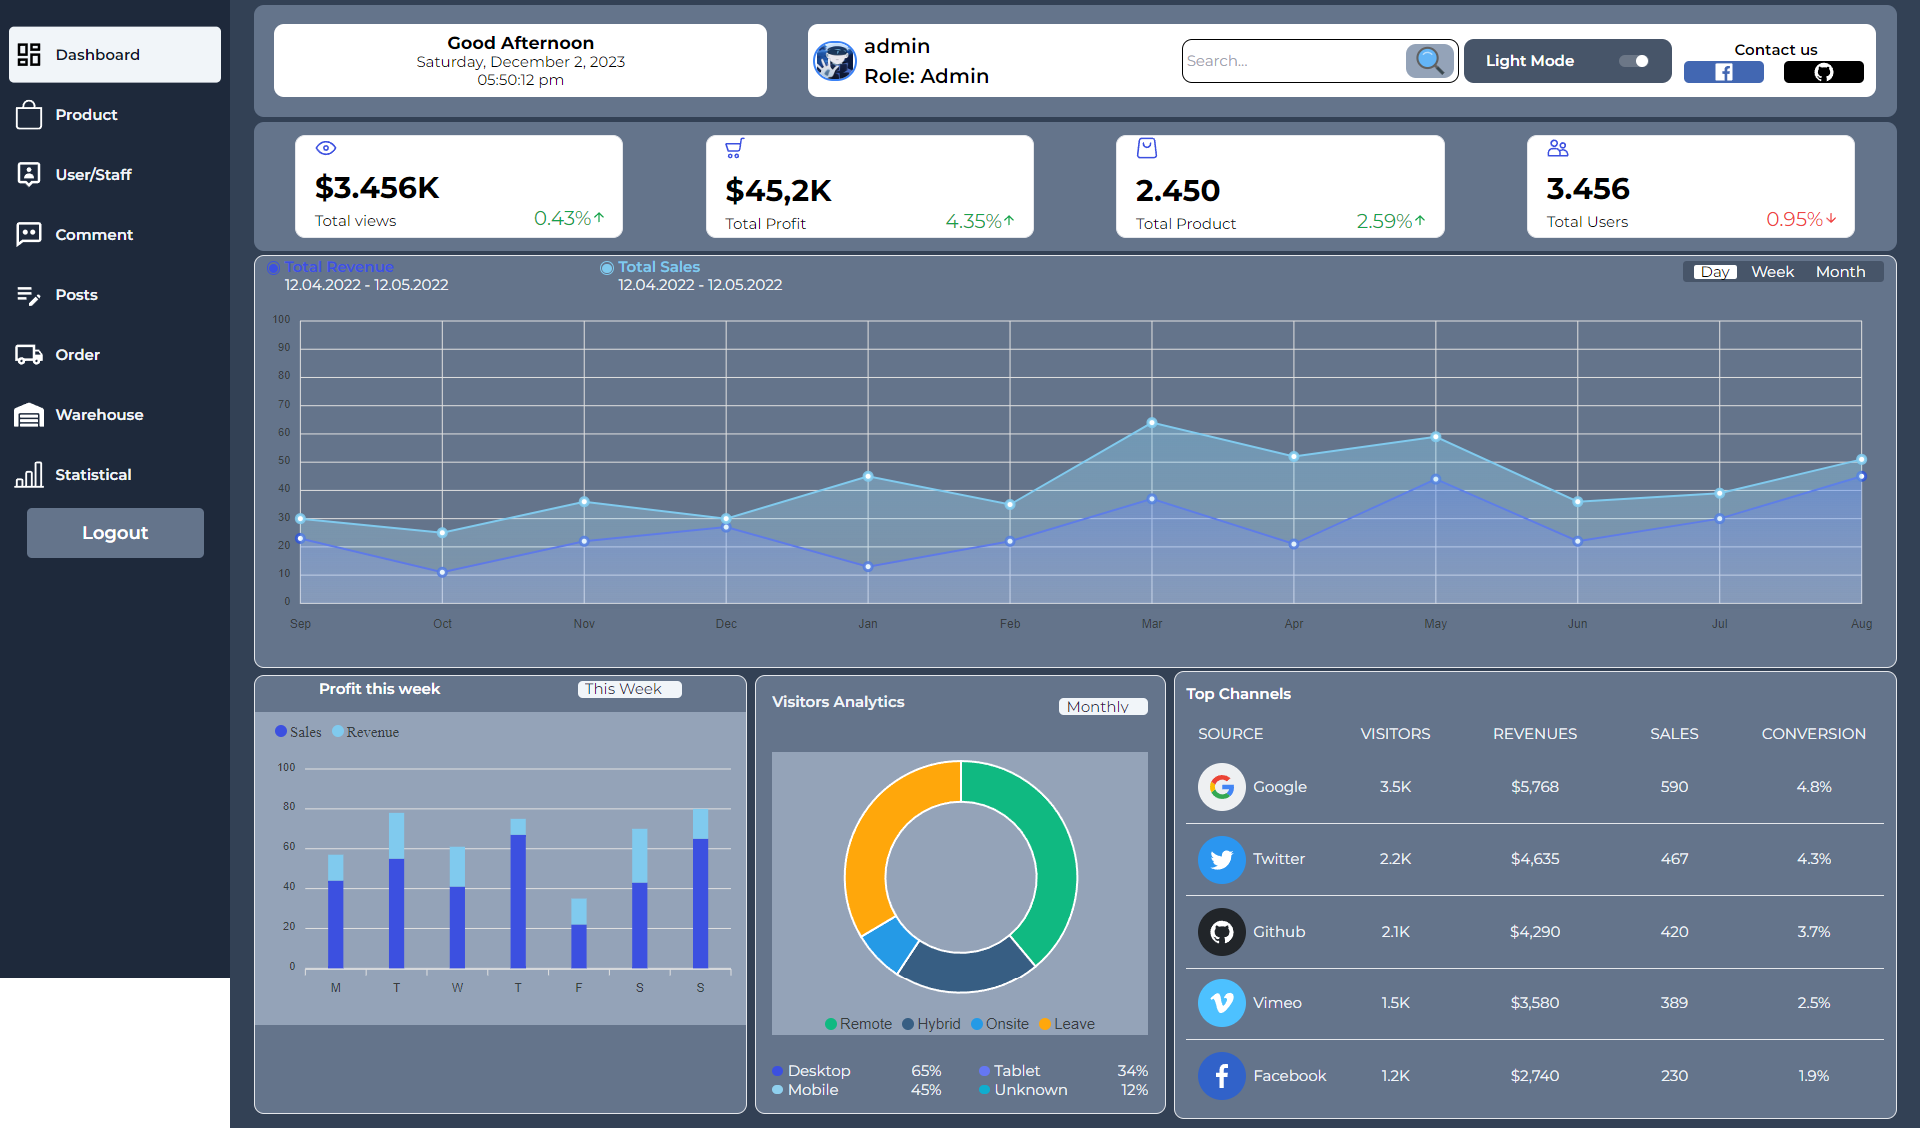 Dashboard
Product
User/Staff
Comment
Posts
Order
Warehouse
Statistical
Logout
Good Afternoon
Saturday, December 2, 2023
05:50:12 pm
admin
Role: Admin
Search...
Light Mode
Contact us
$3.456K
Total views
0.43%
$45,2K
Total Profit
4.35%
2.450
Total Product
2.59%
3.456
Total Users
0.95%
Total Revenue
12.04.2022 - 12.05.2022
Total Sales
12.04.2022 - 12.05.2022
Day Week Month
100
90
80
70
60
50
40
30
20
10
0
Sep Oct Nov Dec Jan Feb Mar Apr May Jun Jul Aug
Profit this week
This Week
Sales Revenue
100
80
60
40
20
0
M T W T F S S
Visitors Analytics
Monthly
Remote Hybrid Onsite Leave
Desktop 65% Tablet 34%
Mobile 45% Unknown 12%
Top Channels
SOURCE VISITORS REVENUES SALES CONVERSION
Google 3.5K $5,768 590 4.8%
Twitter 2.2K $4,635 467 4.3%
Github 2.1K $4,290 420 3.7%
Vimeo 1.5K $3,580 389 2.5%
Facebook 1.2K $2,740 230 1.9%